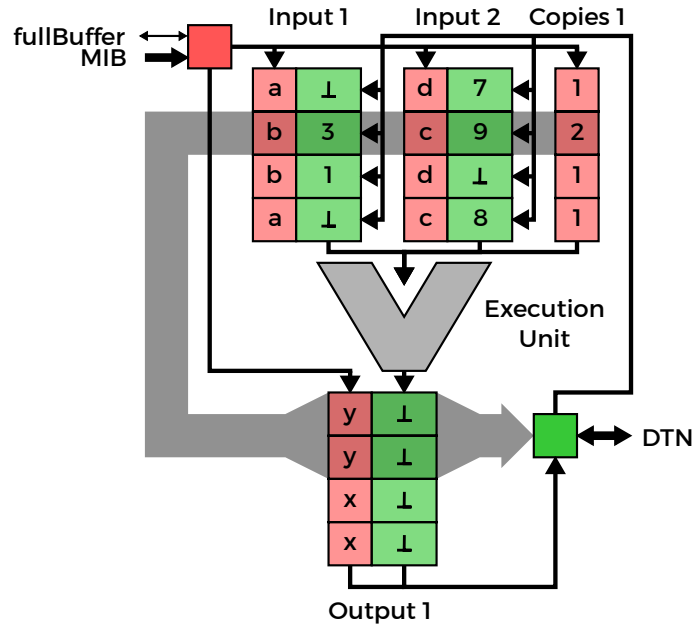 Input 1 Input 2 Copies 1
fullBuffer
MIB
a ⊥ d 7 1
b 3 c 9 2
b 1 d ⊥ 1
a ⊥ c 8 1
Execution
Unit
y ⊥
y ⊥
x ⊥
x ⊥
DTN
Output 1